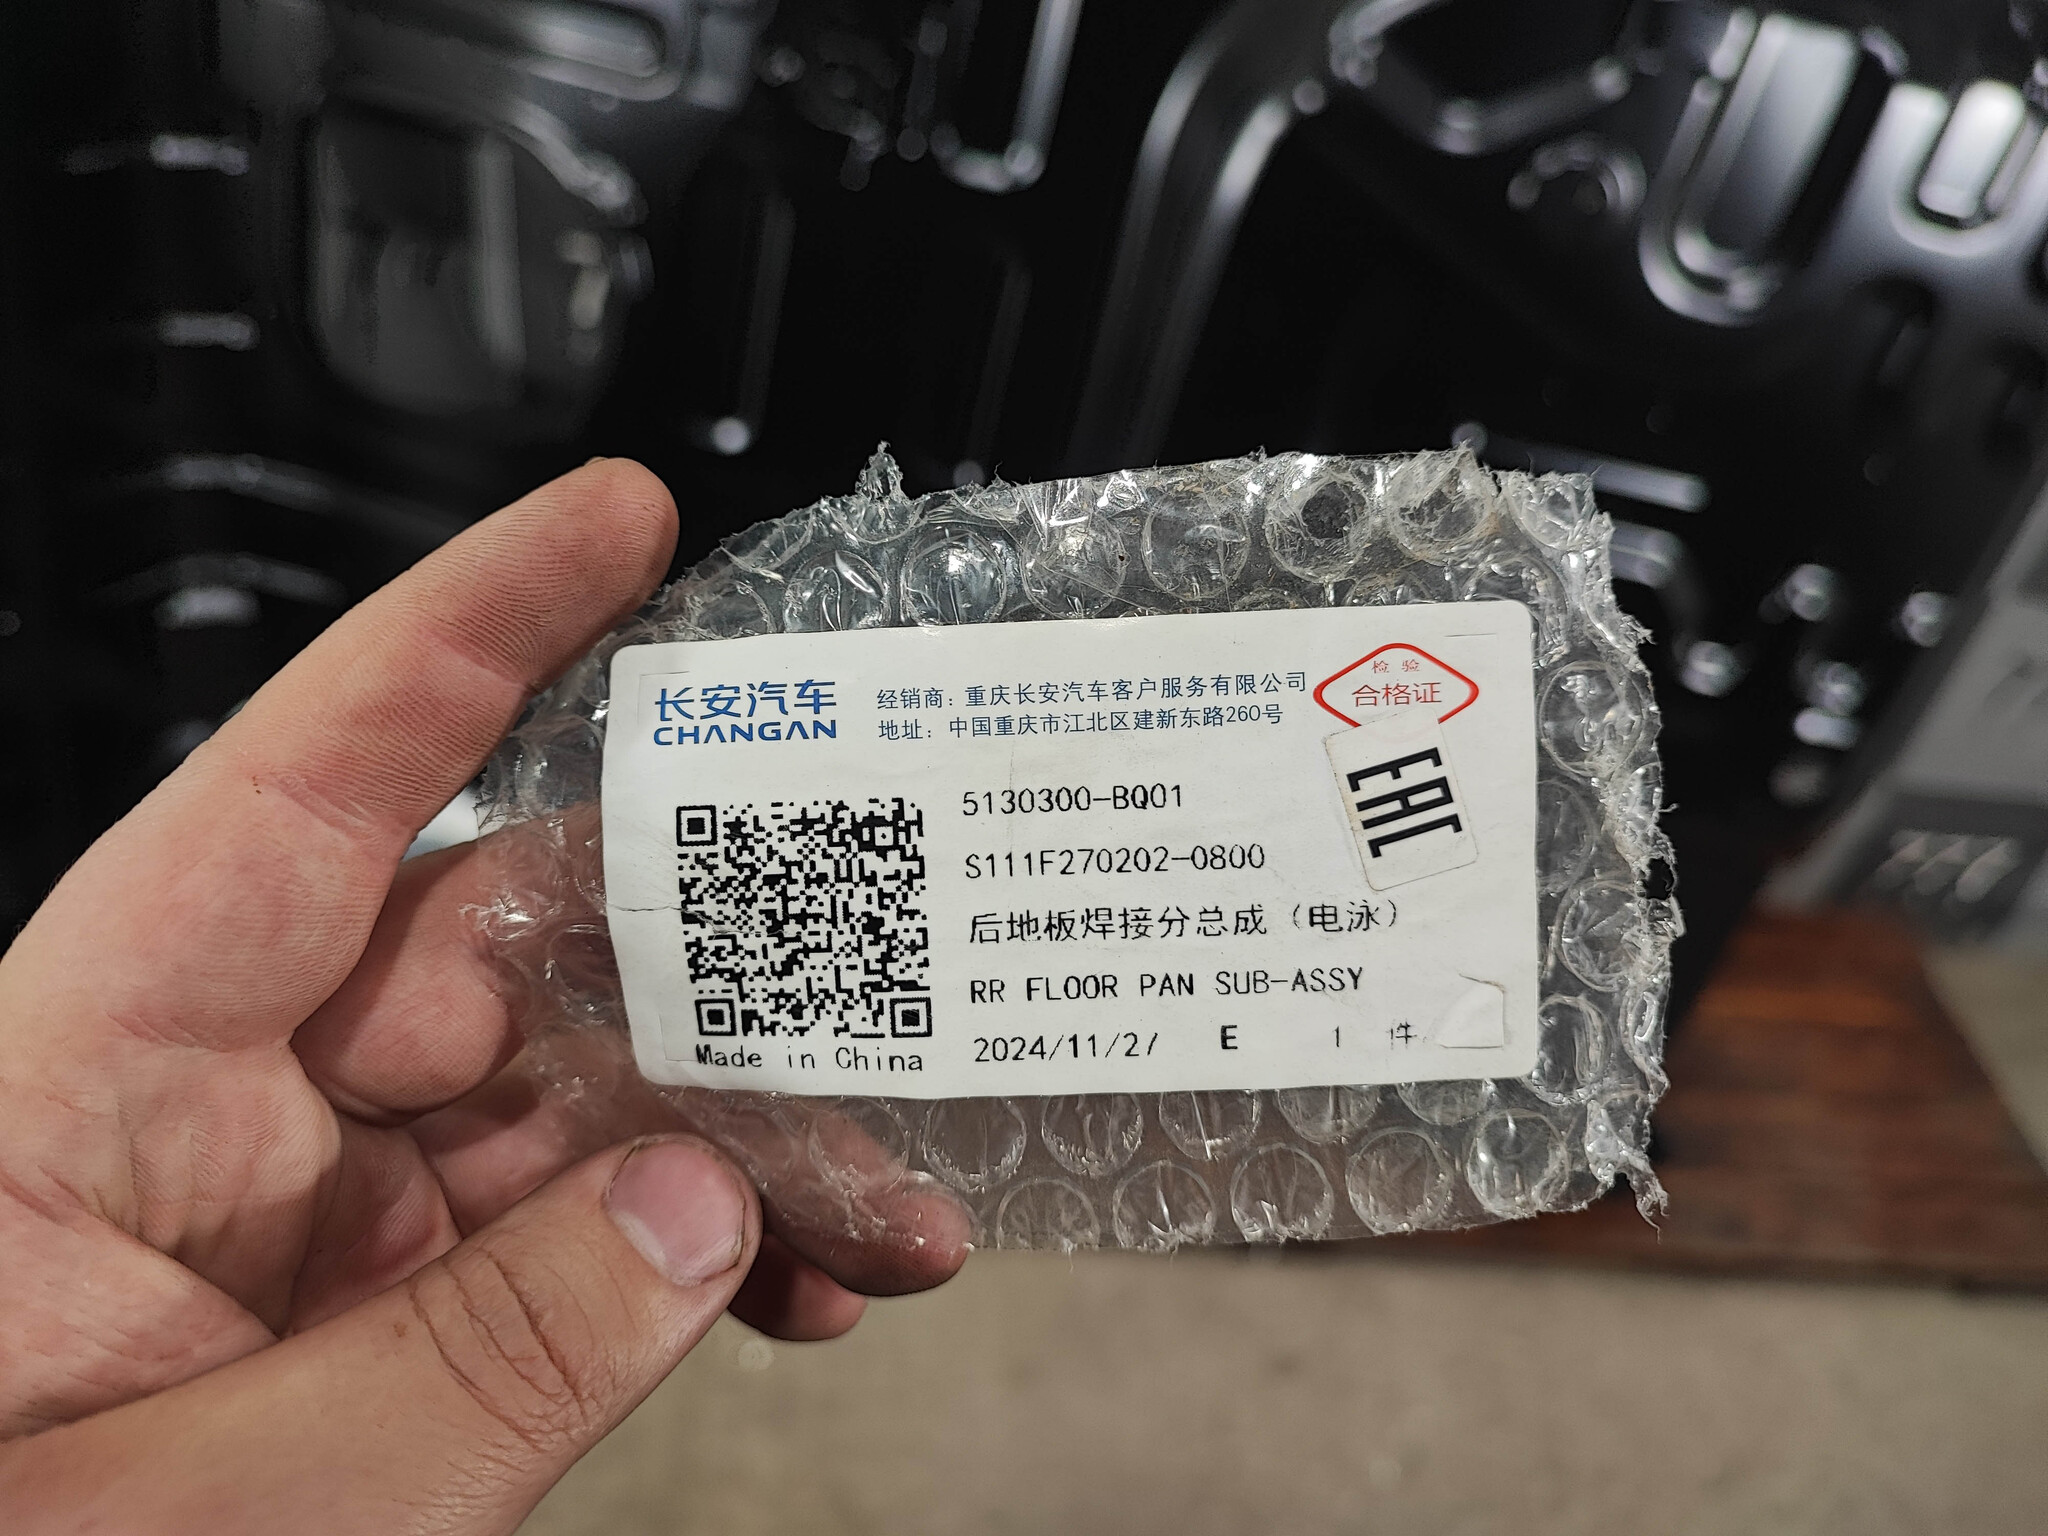 长安汽车
CHANGAN
经销商：重庆长安汽车客户服务有限公司
地址：中国重庆市江北区建新东路260号
检验
合格证
EAC
5130300-BQ01
S111F270202-0800
后地板焊接分总成（电泳）
RR FLOOR PAN SUB-ASSY
2024/11/2/ E 1 件
Made in China